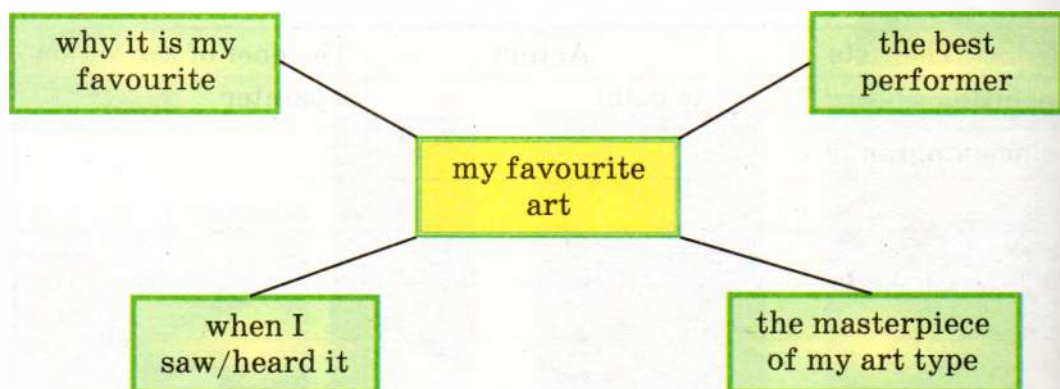 why it is my
favourite
the best
performer
my favourite
art
when I
saw/heard it
the masterpiece
of my art type